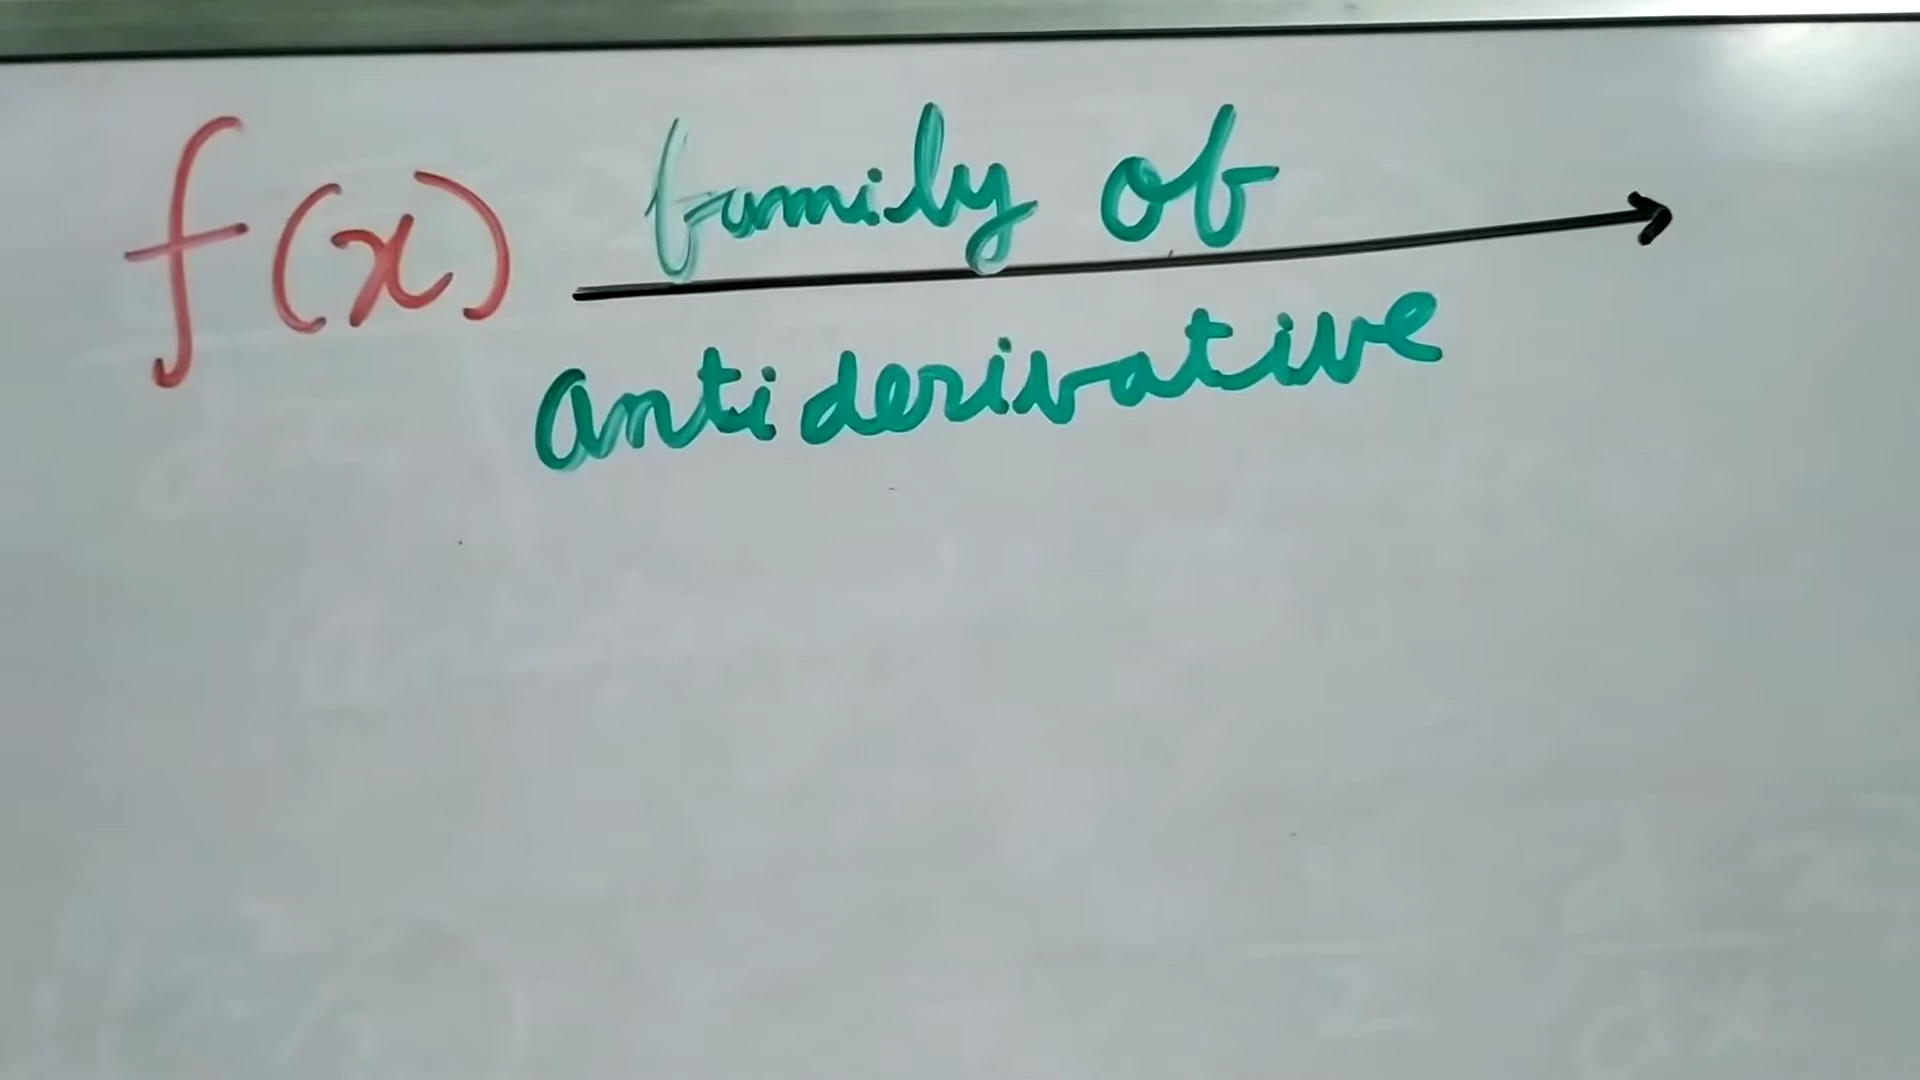 f(x) family of
antiderivative